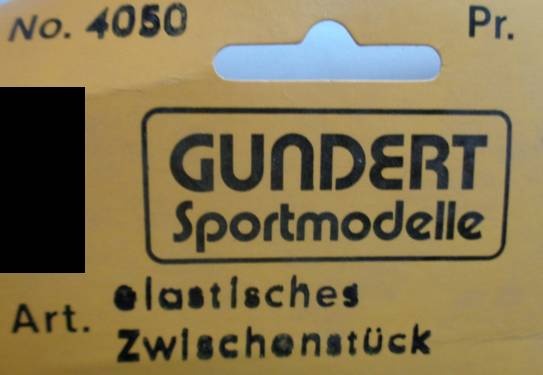 No. 4050 Pr.
GUNDERT
Sportmodelle
Art. elastisches
Zwischenstück